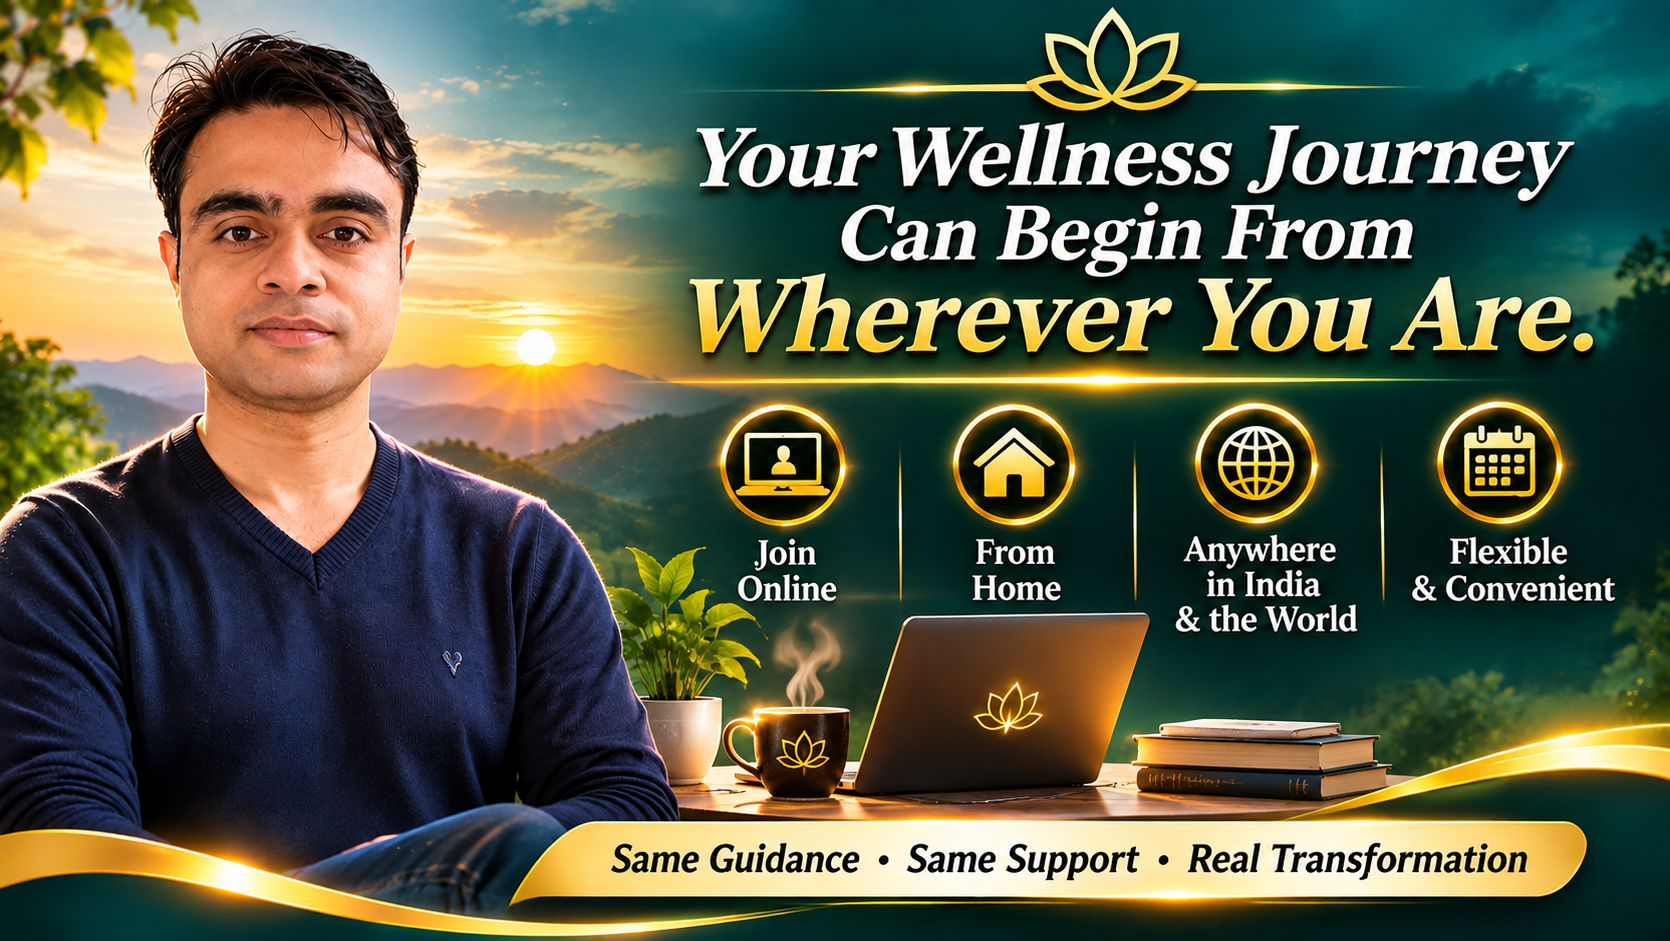 Your Wellness Journey
Can Begin From
Wherever You Are.
Join
Online
From
Home
Anywhere
in India
& the World
Flexible
& Convenient
Same Guidance • Same Support • Real Transformation